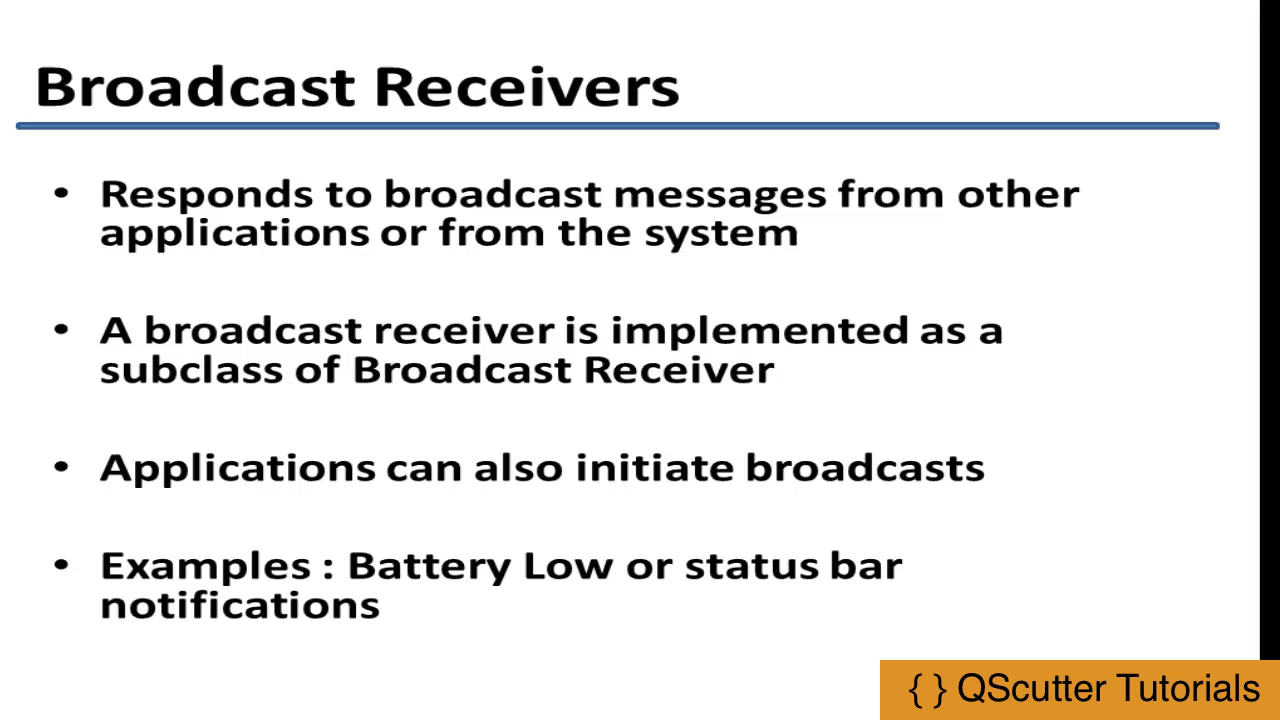 Broadcast Receivers
• Responds to broadcast messages from other
applications or from the system
• A broadcast receiver is implemented as a
subclass of Broadcast Receiver
• Applications can also initiate broadcasts
• Examples : Battery Low or status bar
notifications
{ } QScutter Tutorials